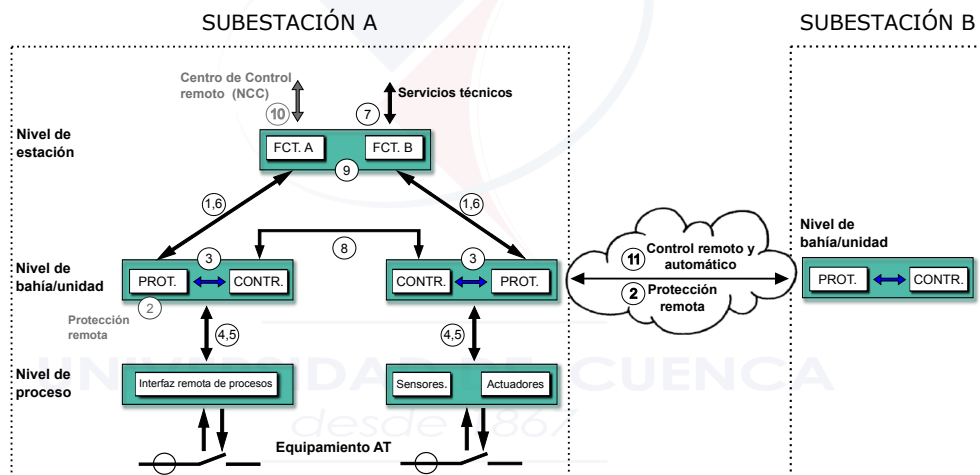 SUBESTACIÓN A
SUBESTACIÓN B
Centro de Control
remoto (NCC)
10
7
Servicios técnicos
Nivel de
estación
FCT. A
FCT. B
9
1,6
1,6
8
Nivel de
bahía/unidad
3
PROT.
CONTR.
2
Protección
remota
3
CONTR.
PROT.
11
Control remoto y
automático
2
Protección
remota
Nivel de
bahía/unidad
PROT.
CONTR.
4,5
4,5
UNIVERSIDAD DE CUENCA
desde 1867
Nivel de
proceso
Interfaz remota de procesos
Sensores.
Actuadores
Equipamiento AT